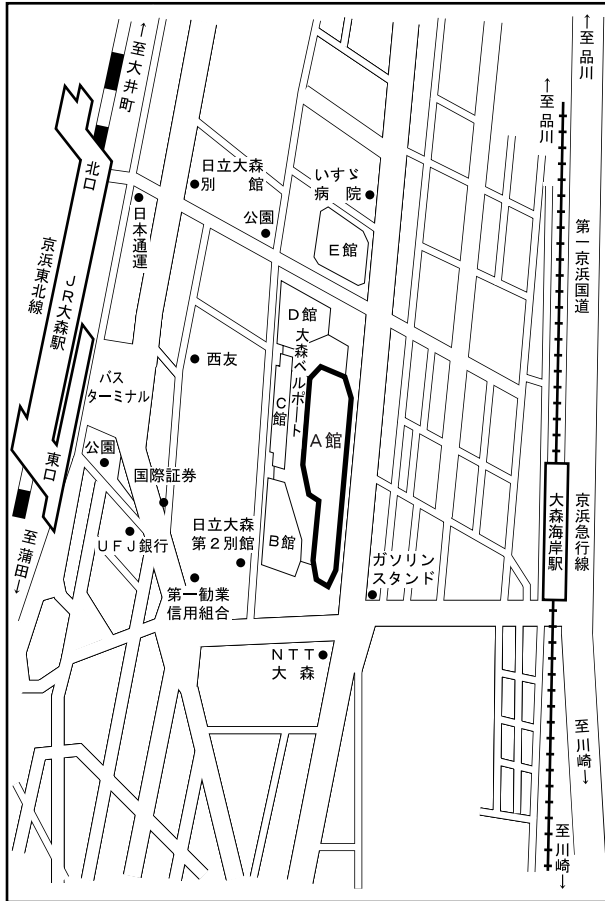 ←至品川
←至品川
←至大井町
北口
日立大森
別館
いすゞ
病院
日本通運
公園
E館
第一京浜国道
京浜東北線
JR大森駅
D館
大森ベルポート
西友
バス
ターミナル
C館
A館
公園
東口
国際証券
至蒲田→
UFJ銀行
日立大森
第2別館
B館
ガソリン
スタンド
大森海岸駅
京浜急行線
第一勧業
信用組合
NTT
大森
至川崎→
至川崎→